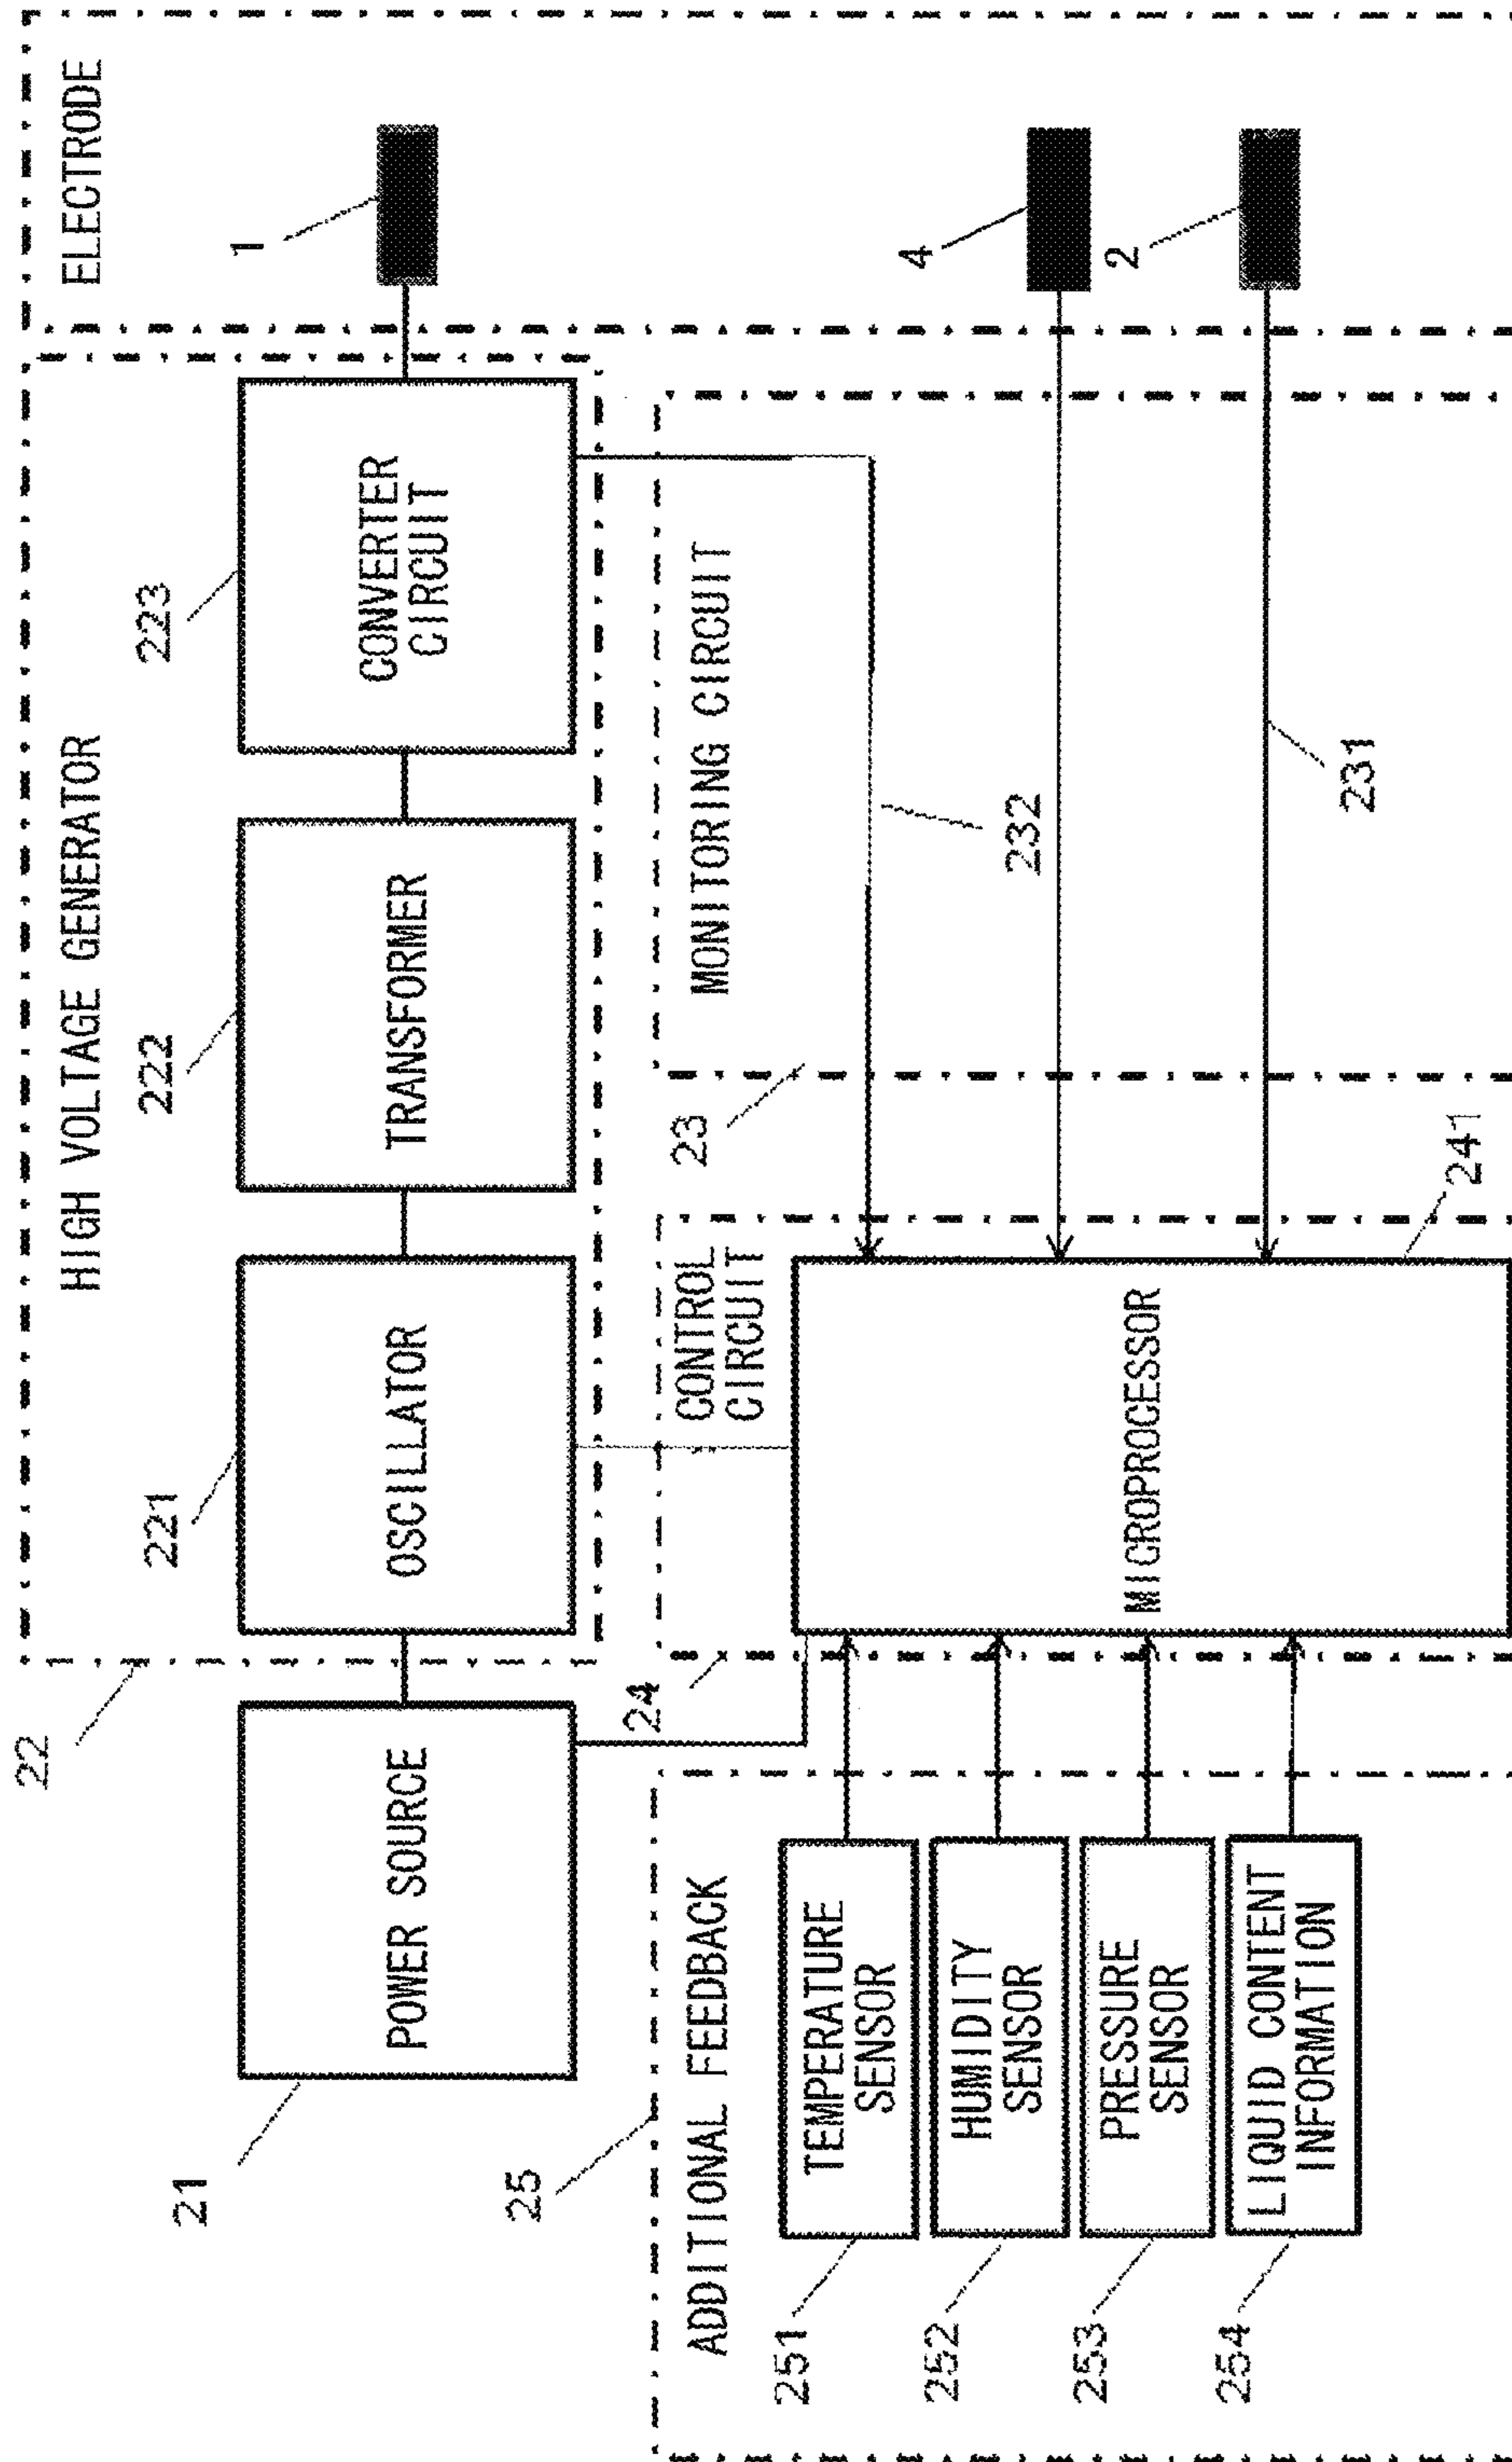 22
HIGH VOLTAGE GENERATOR
ELECTRODE
21
221
222
223
1
POWER SOURCE
OSCILLATOR
TRANSFORMER
CONVERTER
CIRCUIT
25
24
23
ADDITIONAL FEEDBACK
CONTROL
CIRCUIT
MONITORING CIRCUIT
251
TEMPERATURE
SENSOR
252
HUMIDITY
SENSOR
232
4
253
PRESSURE
SENSOR
MICROPROCESSOR
2
254
LIQUID CONTENT
INFORMATION
231
241